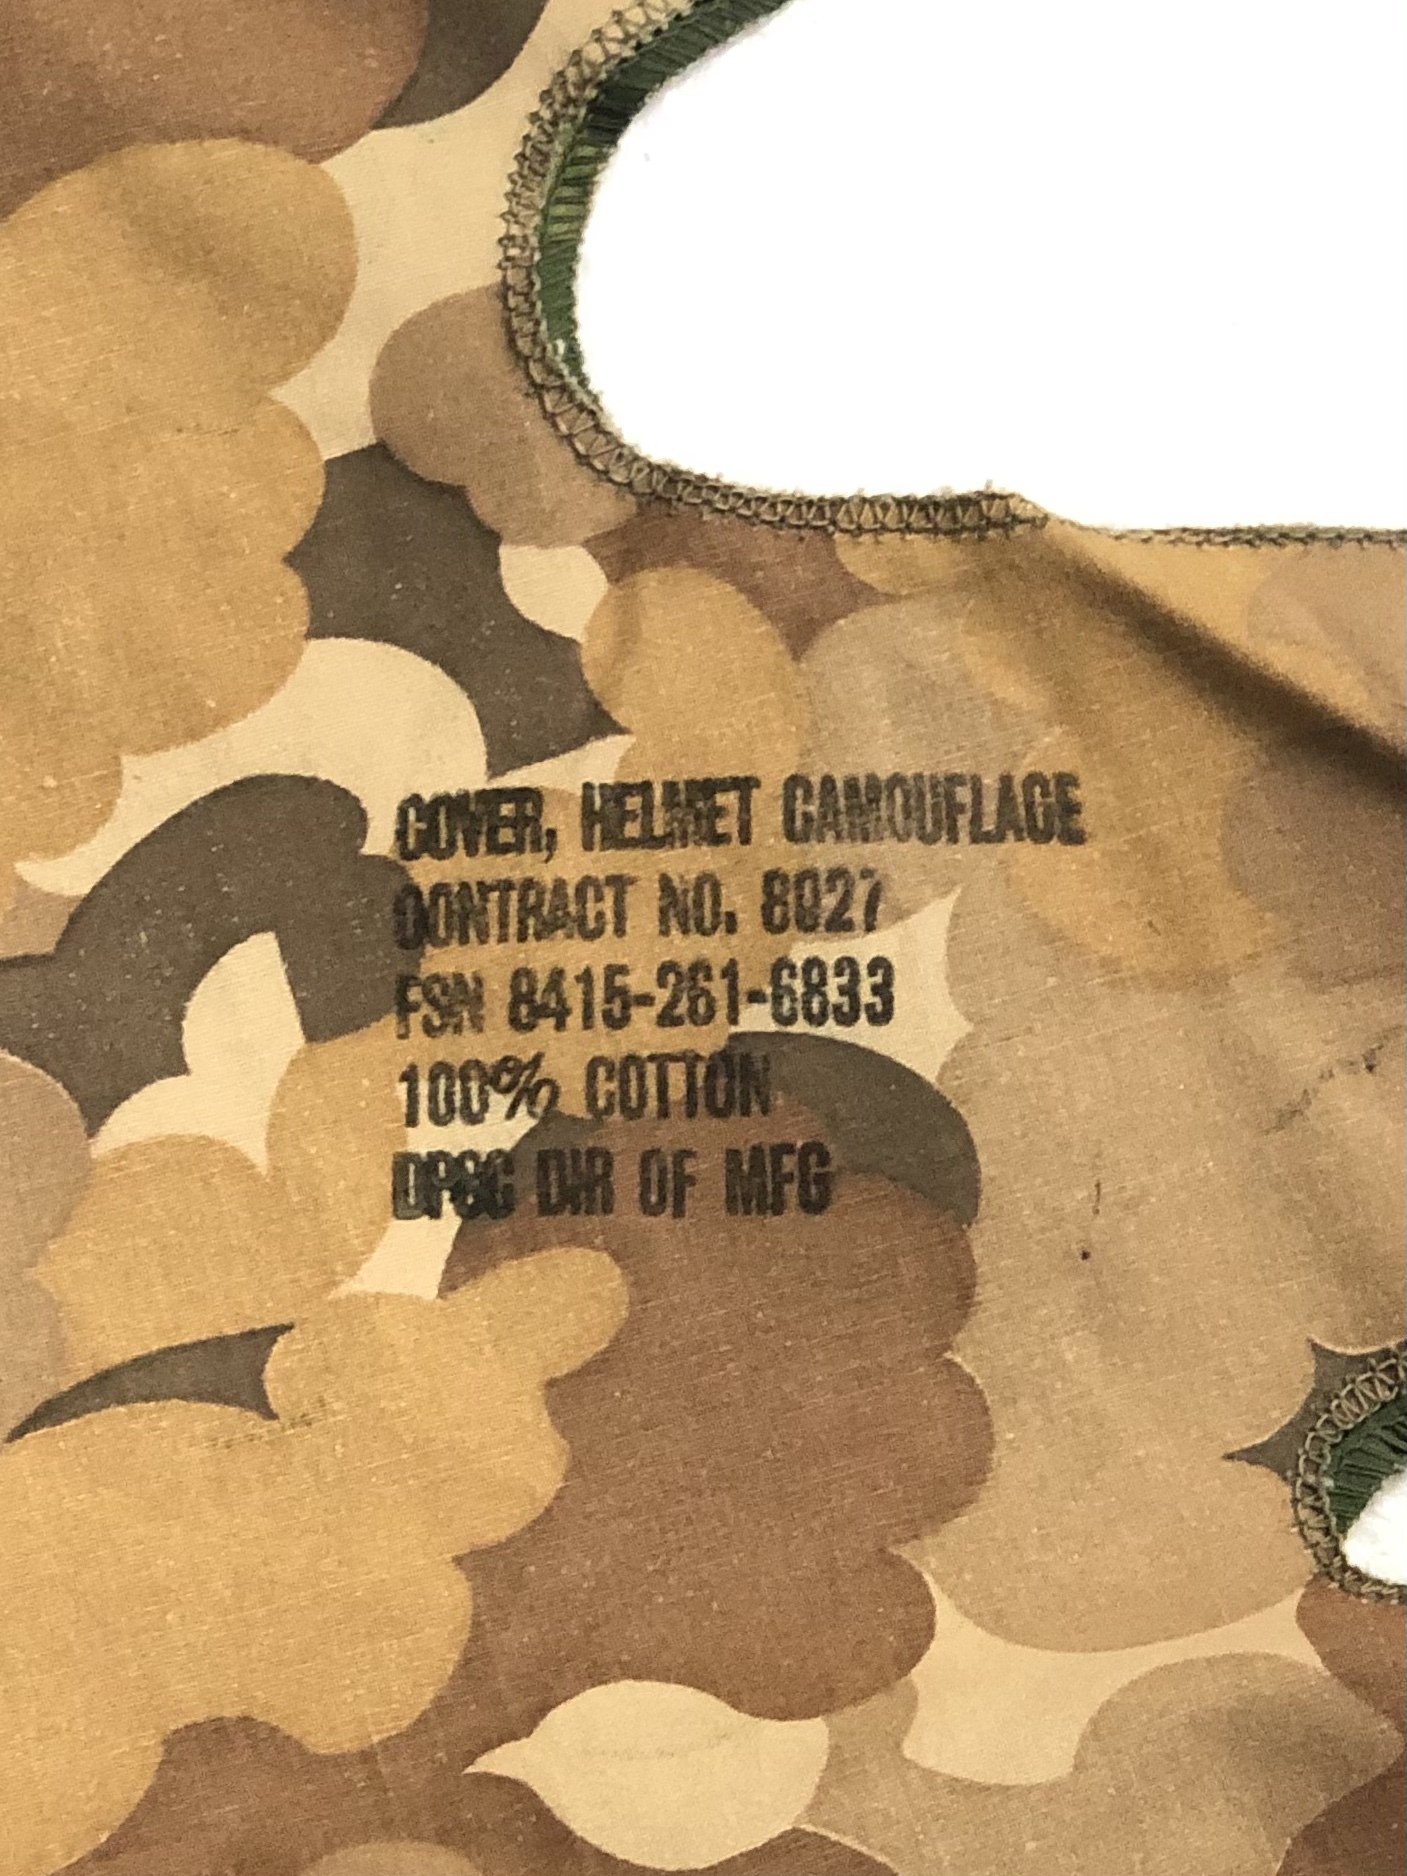 COVER, HELMET CAMOUFLAGE
CONTRACT NO. 8027
FSN 8415-261-6833
100% COTTON
DPSC DIR OF MFG